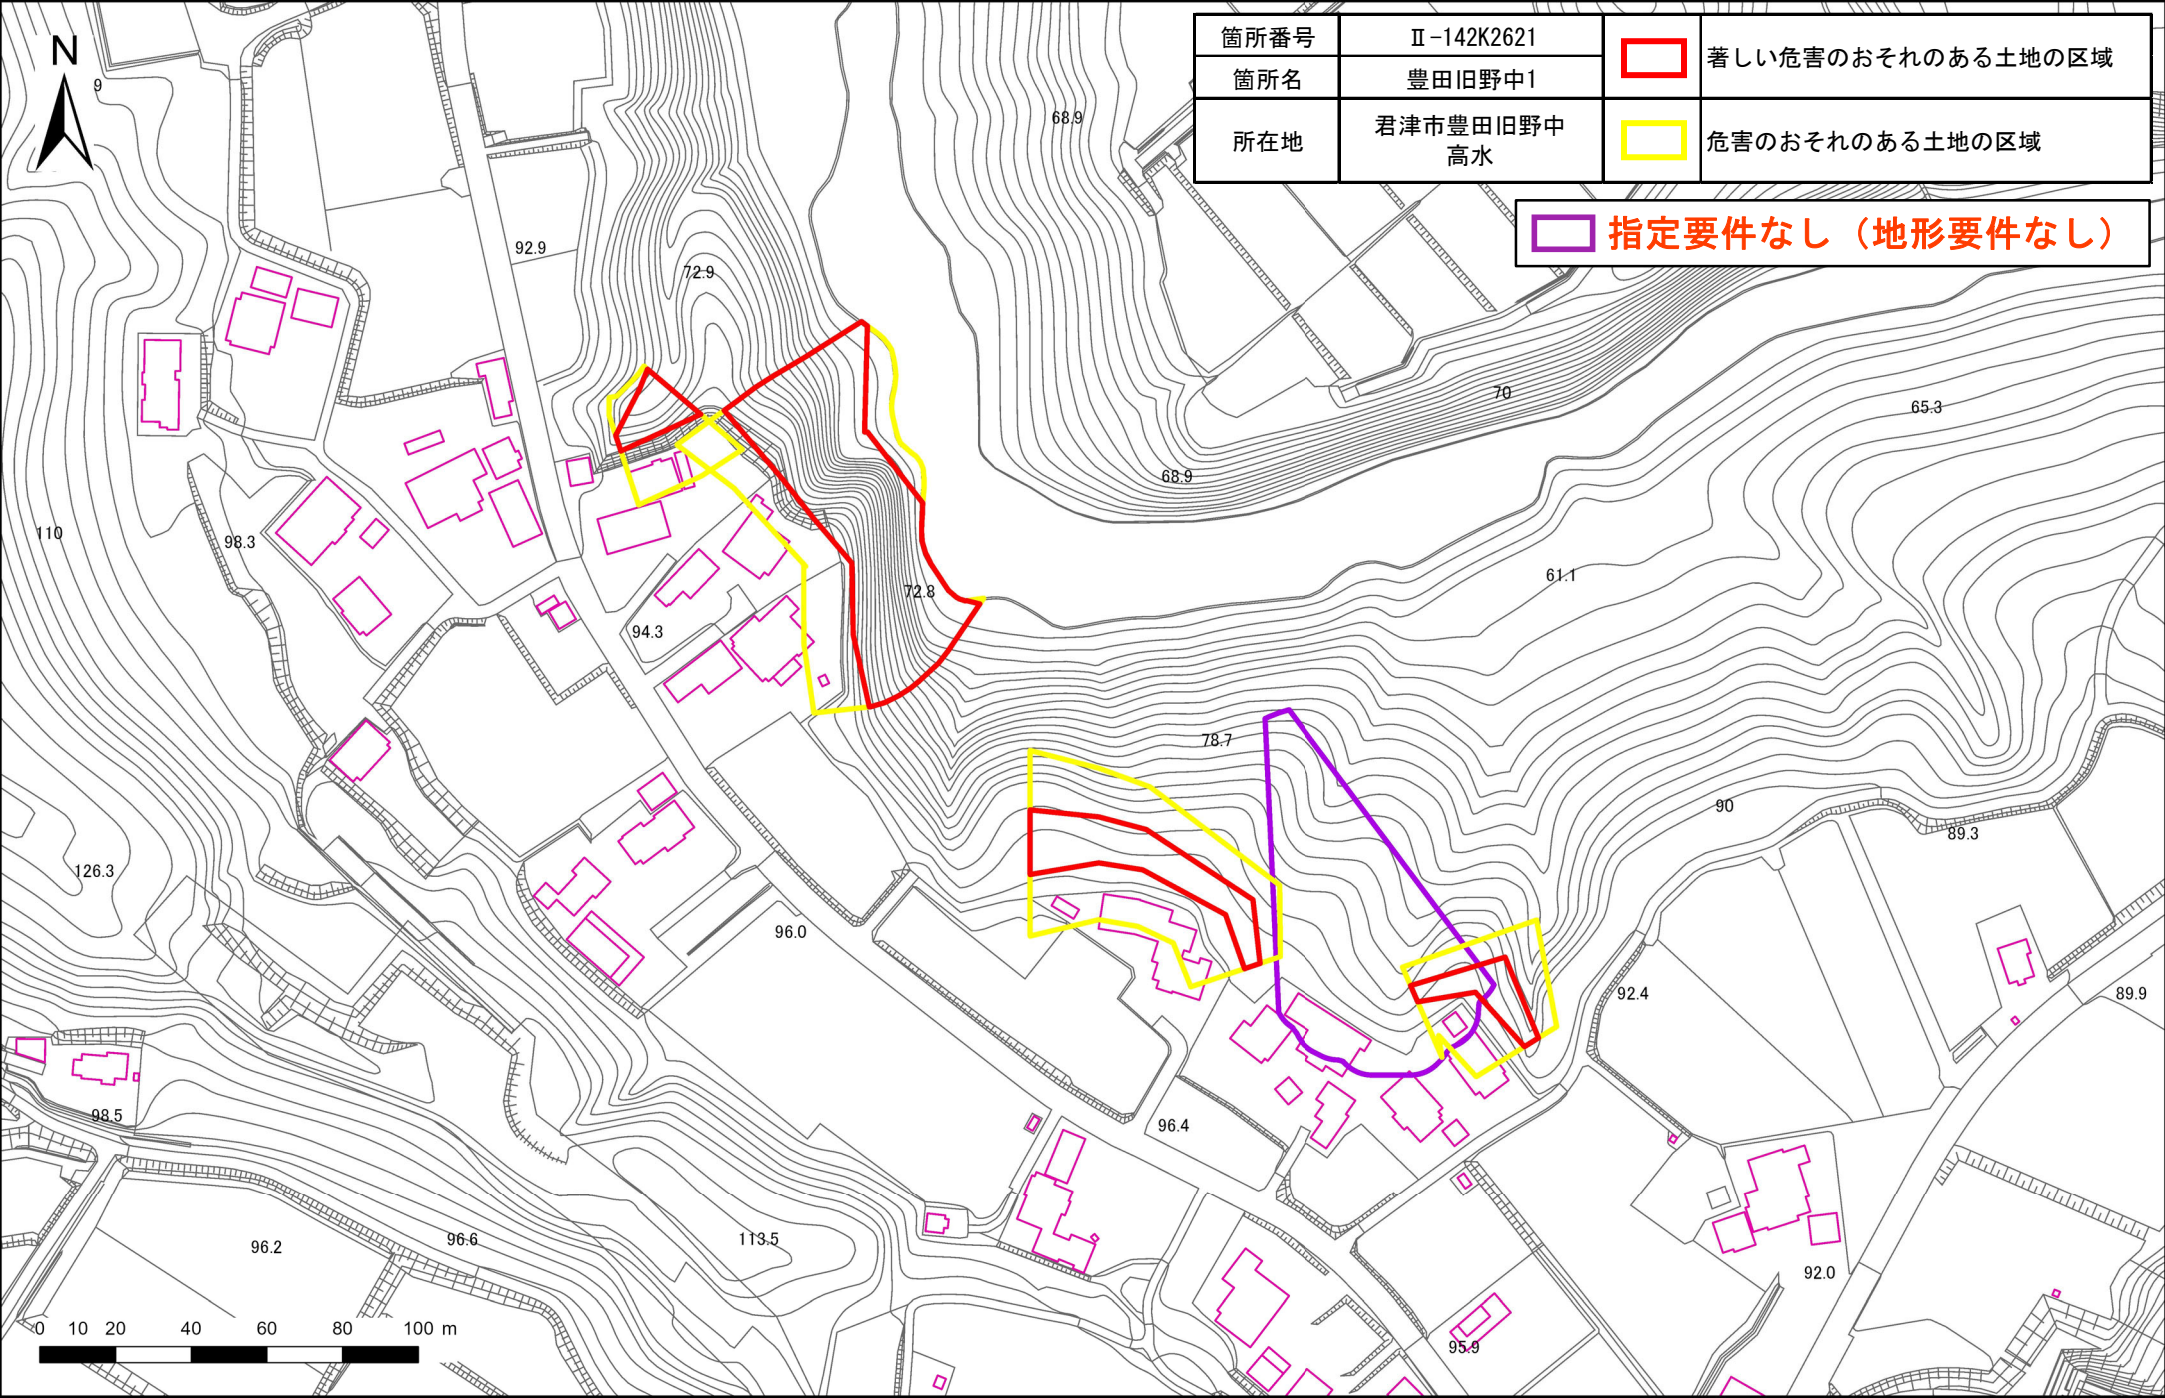 N
箇所番号 Ⅱ-142K2621
箇所名 豊田旧野中1
所在地 君津市豊田旧野中
高水
著しい危害のおそれのある土地の区域
危害のおそれのある土地の区域
指定要件なし（地形要件なし）
9
68.9
92.9
72.9
70
65.3
68.9
110
98.3
61.1
72.8
94.3
78.7
90
89.3
126.3
96.0
92.4
89.9
98.5
96.4
96.2
96.6
113.5
92.0
95.9
0 10 20 40 60 80 100 m